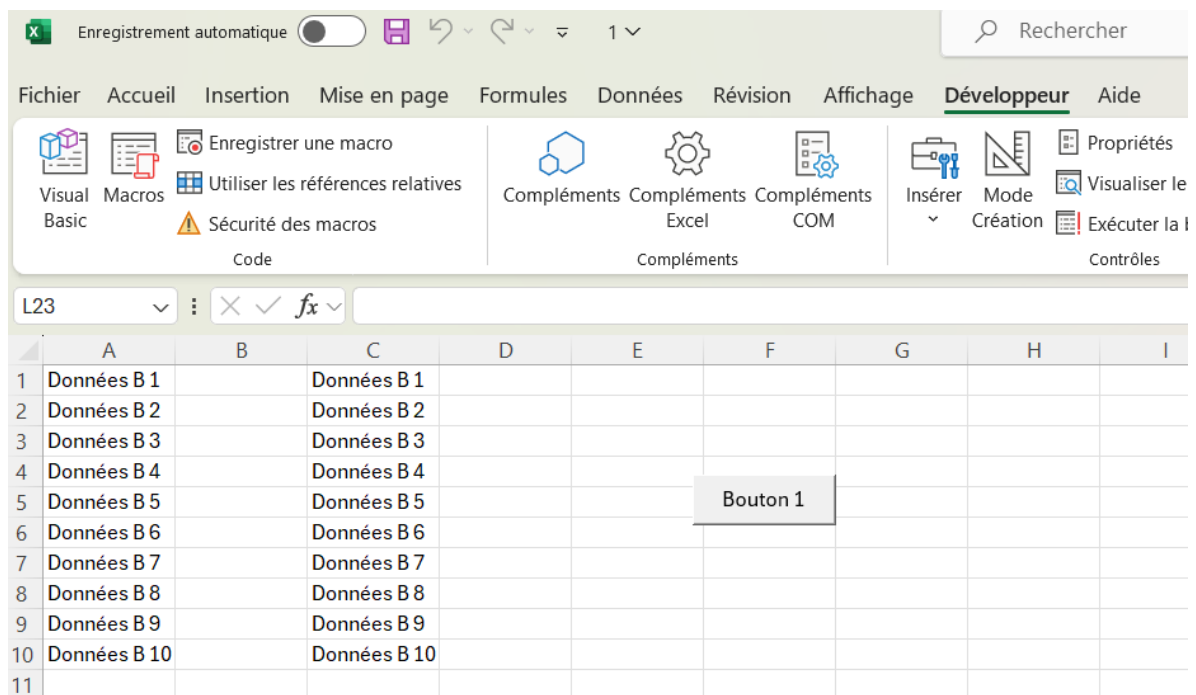 Enregistrement automatique 1 Rechercher
Fichier Accueil Insertion Mise en page Formules Données Révision Affichage Développeur Aide
Visual Basic
Macros
Enregistrer une macro
Utiliser les références relatives
Sécurité des macros
Code
Compléments
Compléments Excel
Compléments COM
Compléments
Insérer
Mode Création
Propriétés
Visualiser le
Exécuter la
Contrôles
L23 fx
A B C D E F G H I
1 Données B 1 Données B 1
2 Données B 2 Données B 2
3 Données B 3 Données B 3
4 Données B 4 Données B 4
5 Données B 5 Données B 5
Bouton 1
6 Données B 6 Données B 6
7 Données B 7 Données B 7
8 Données B 8 Données B 8
9 Données B 9 Données B 9
10 Données B 10 Données B 10
11